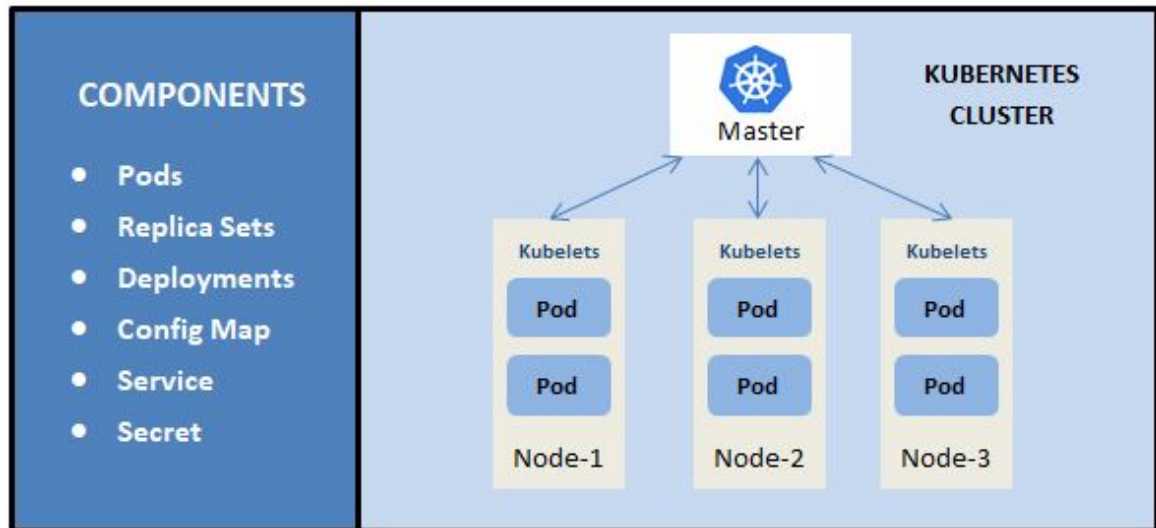 COMPONENTS
Pods
Replica Sets
Deployments
Config Map
Service
Secret
KUBERNETES
CLUSTER
Master
Kubelets
Pod
Pod
Node-1
Kubelets
Pod
Pod
Node-2
Kubelets
Pod
Pod
Node-3